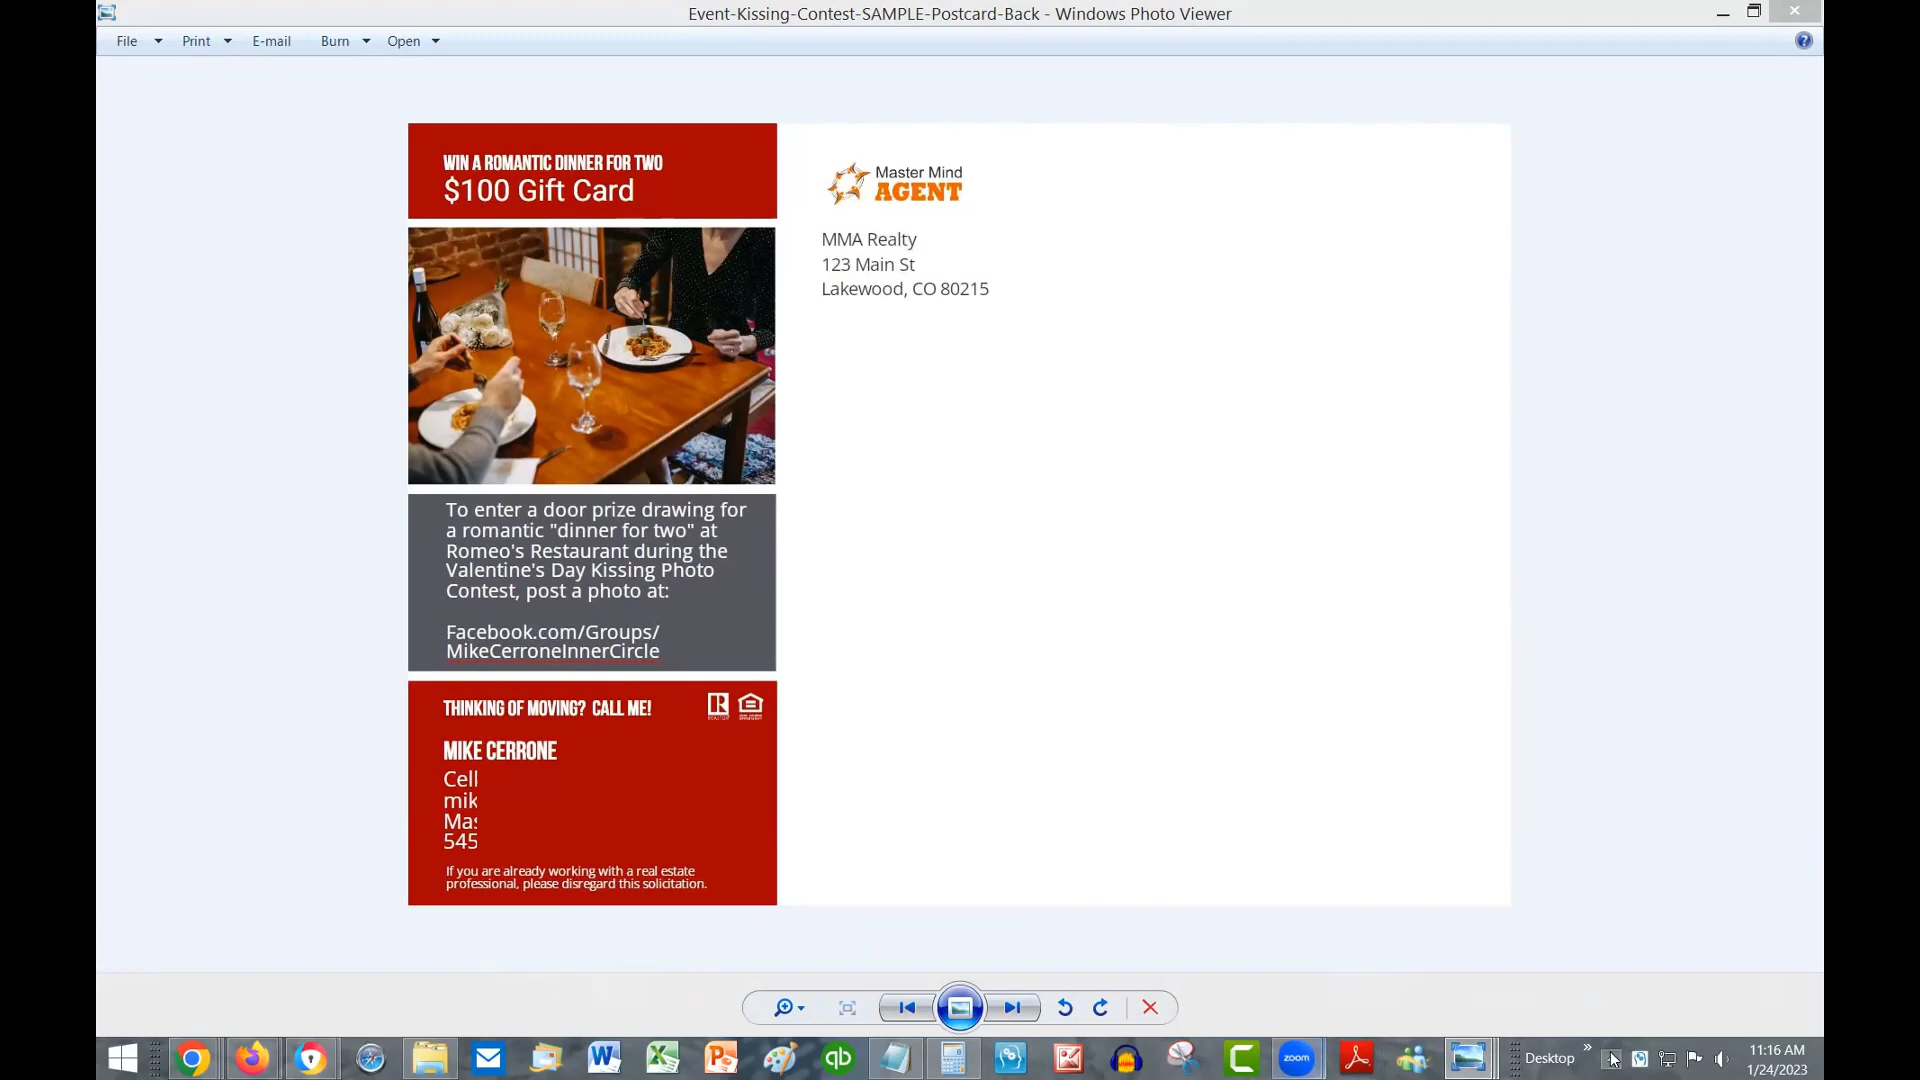 Event-Kissing-Contest-SAMPLE-Postcard-Back - Windows Photo Viewer
File Print E-mail Burn Open
WIN A ROMANTIC DINNER FOR TWO
$100 Gift Card
To enter a door prize drawing for
a romantic "dinner for two" at
Romeo's Restaurant during the
Valentine's Day Kissing Photo
Contest, post a photo at:
Facebook.com/Groups/
MikeCerroneInnerCircle
THINKING OF MOVING? CALL ME!
MIKE CERRONE
Cell
mik
Mas
545
If you are already working with a real estate
professional, please disregard this solicitation.
Master Mind
AGENT
MMA Realty
123 Main St
Lakewood, CO 80215
zoom
Desktop
11:16 AM
1/24/2023